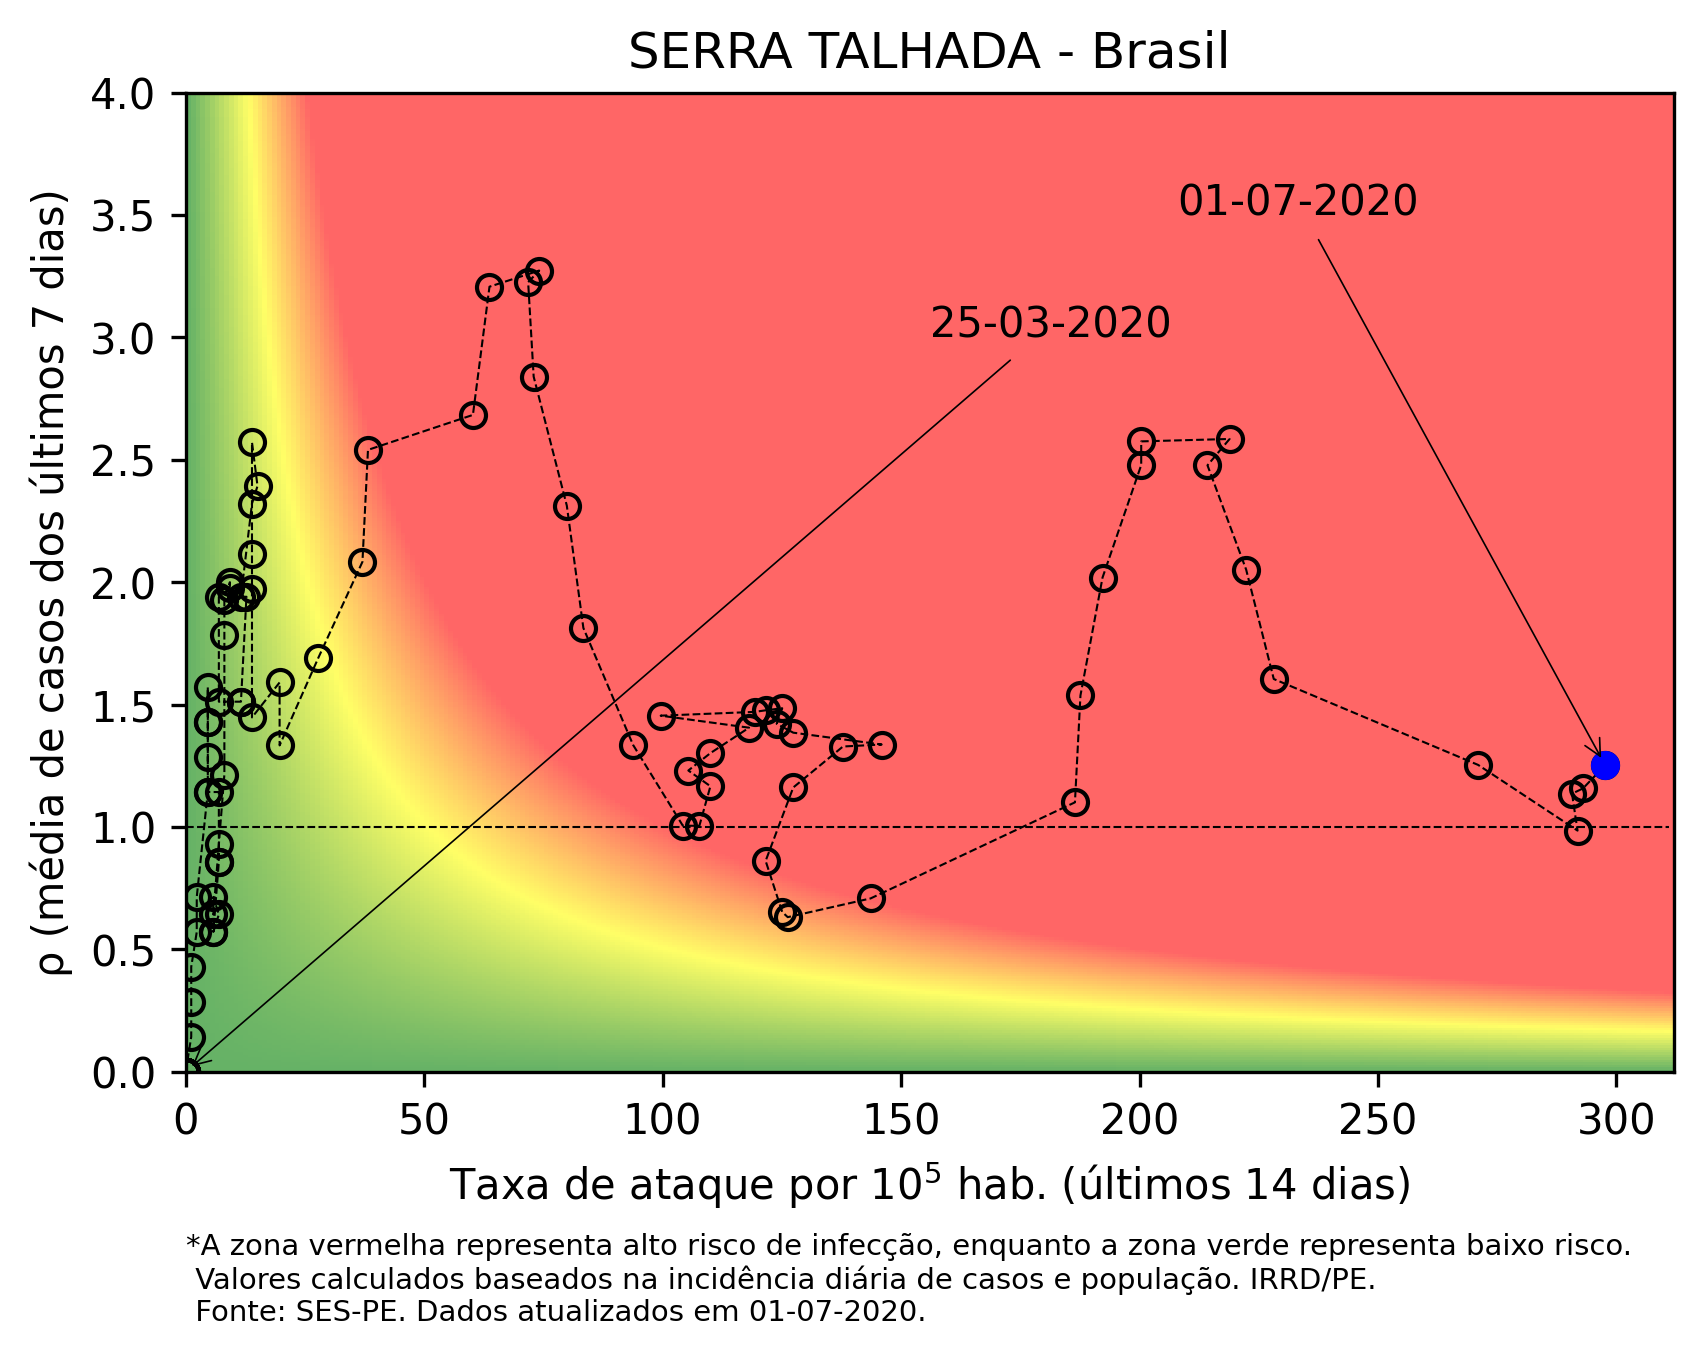 SERRA TALHADA - Brasil
4.0
3.5
3.0
2.5
2.0
1.5
1.0
0.5
0.0
ρ (média de casos dos últimos 7 dias)
01-07-2020
25-03-2020
0 50 100 150 200 250 300
Taxa de ataque por 10⁵ hab. (últimos 14 dias)
*A zona vermelha representa alto risco de infecção, enquanto a zona verde representa baixo risco.
Valores calculados baseados na incidência diária de casos e população. IRRD/PE.
Fonte: SES-PE. Dados atualizados em 01-07-2020.